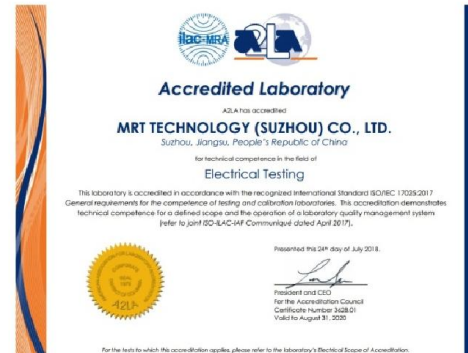 ilac-MRA
A2LA
Accredited Laboratory
A2LA has accredited
MRT TECHNOLOGY (SUZHOU) CO., LTD.
Suzhou, Jiangsu, People's Republic of China
for technical competence in the field of
Electrical Testing
This laboratory is accredited in accordance with the recognized International Standard ISO/IEC 17025:2017
General requirements for the competence of testing and calibration laboratories. This accreditation demonstrates
technical competence for a defined scope and the operation of a laboratory quality management system
(refer to joint ISO-ILAC-IAF Communiqué dated April 2017).
Presented this 24th day of July 2018.
President and CEO
For the Accreditation Council
Certificate Number 3628.01
Valid to August 31, 2020
A2LA
For the tests to which this accreditation applies, please refer to the laboratory's Electrical Scope of Accreditation.